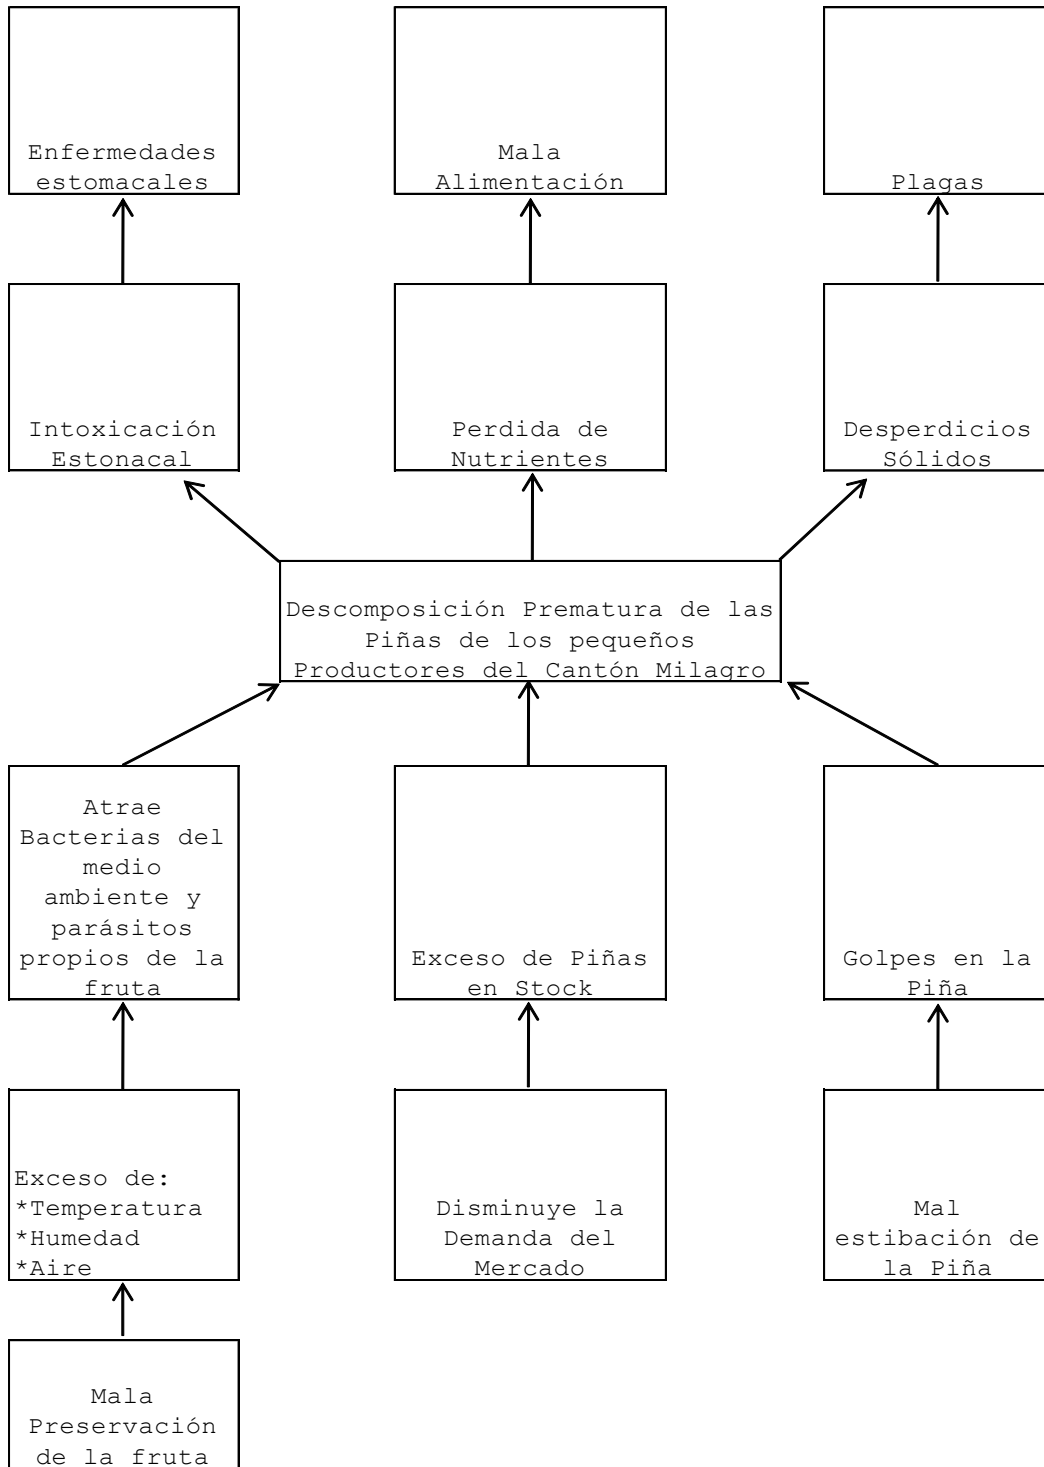 Enfermedades
estomacales
Mala
Alimentación
Plagas
Intoxicación
Estonacal
Perdida de
Nutrientes
Desperdicios
Sólidos
Descomposición Prematura de las
Piñas de los pequeños
Productores del Cantón Milagro
Atrae
Bacterias del
medio
ambiente y
parásitos
propios de la
fruta
Exceso de Piñas
en Stock
Golpes en la
Piña
Exceso de:
*Temperatura
*Humedad
*Aire
Disminuye la
Demanda del
Mercado
Mal
estibación de
la Piña
Mala
Preservación
de la fruta